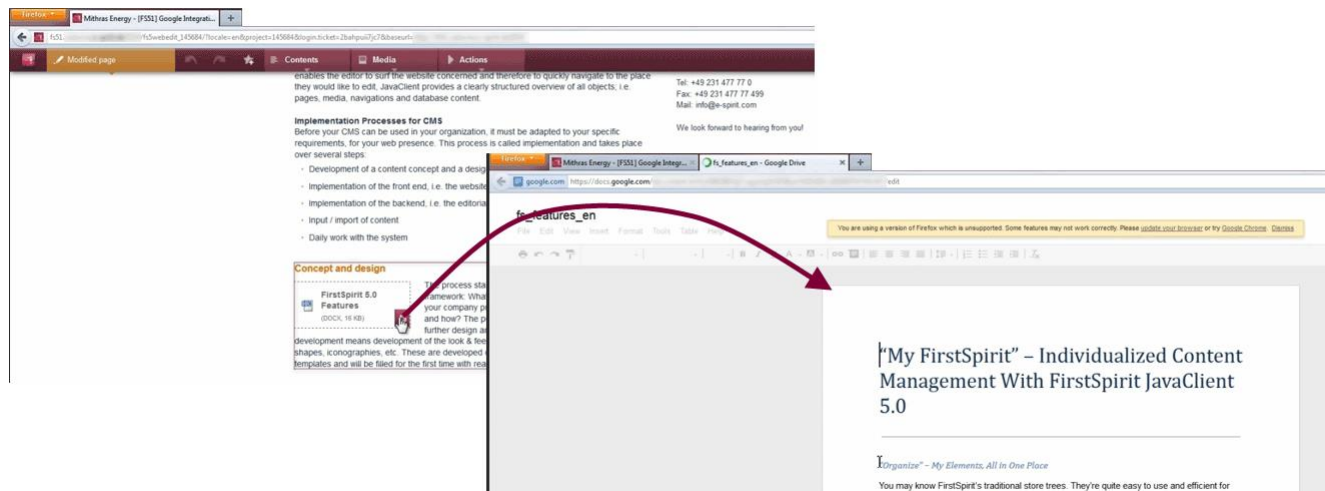 Firefox
Mithras Energy - [FS51] Google Integrati...
fs51. /fs5webedit_145684/?locale=en&project=145684&login.ticket=2bahpuii7jc7&baseurl=
Modified page
Contents
Media
Actions
enables the editor to surf the website concerned and therefore to quickly navigate to the place
they would like to edit, JavaClient provides a clearly structured overview of all objects; i.e.
pages, media, navigations and database content.
Implementation Processes for CMS
Before your CMS can be used in your organization, it must be adapted to your specific
requirements, for your web presence. This process is called implementation and takes place
over several steps:
· Development of a content concept and a desig
· Implementation of the front end, i.e. the website
· Implementation of the backend, i.e. the editoria
· Input / import of content
· Daily work with the system
Tel: +49 231 477 77 0
Fax: +49 231 477 77 499
Mail: info@e-spirit.com
We look forward to hearing from you!
Concept and design
FirstSpirit 5.0
Features
(DOCX, 16 KB)
The process sta
framework: What
your company p
and how? The p
further design a
development means development of the look & fee
shapes, iconographies, etc. These are developed
templates and will be filled for the first time with rea
Firefox
Mithras Energy - [FS51] Google Integr...
fs_features_en - Google Drive
google.com https://docs.google.com/ /edit
fs_features_en
File Edit View Insert Format Tools Table Help
You are using a version of Firefox which is unsupported. Some features may not work correctly. Please update your browser or try Google Chrome. Dismiss
"My FirstSpirit" – Individualized Content
Management With FirstSpirit JavaClient
5.0
"Organize" – My Elements, All in One Place
You may know FirstSpirit's traditional store trees. They're quite easy to use and efficient for